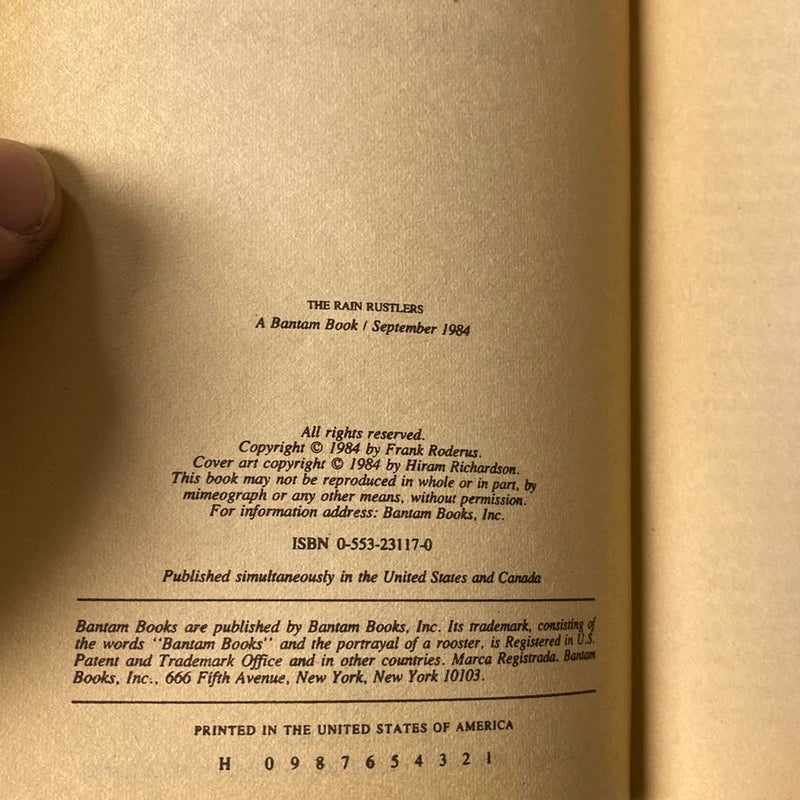 THE RAIN RUSTLERS
A Bantam Book / September 1984
All rights reserved.
Copyright © 1984 by Frank Roderus.
Cover art copyright © 1984 by Hiram Richardson.
This book may not be reproduced in whole or in part, by
mimeograph or any other means, without permission.
For information address: Bantam Books, Inc.
ISBN 0-553-23117-0
Published simultaneously in the United States and Canada
Bantam Books are published by Bantam Books, Inc. Its trademark, consisting of
the words "Bantam Books" and the portrayal of a rooster, is Registered in U.S.
Patent and Trademark Office and in other countries. Marca Registrada. Bantam
Books, Inc., 666 Fifth Avenue, New York, New York 10103.
PRINTED IN THE UNITED STATES OF AMERICA
H 0 9 8 7 6 5 4 3 2 1